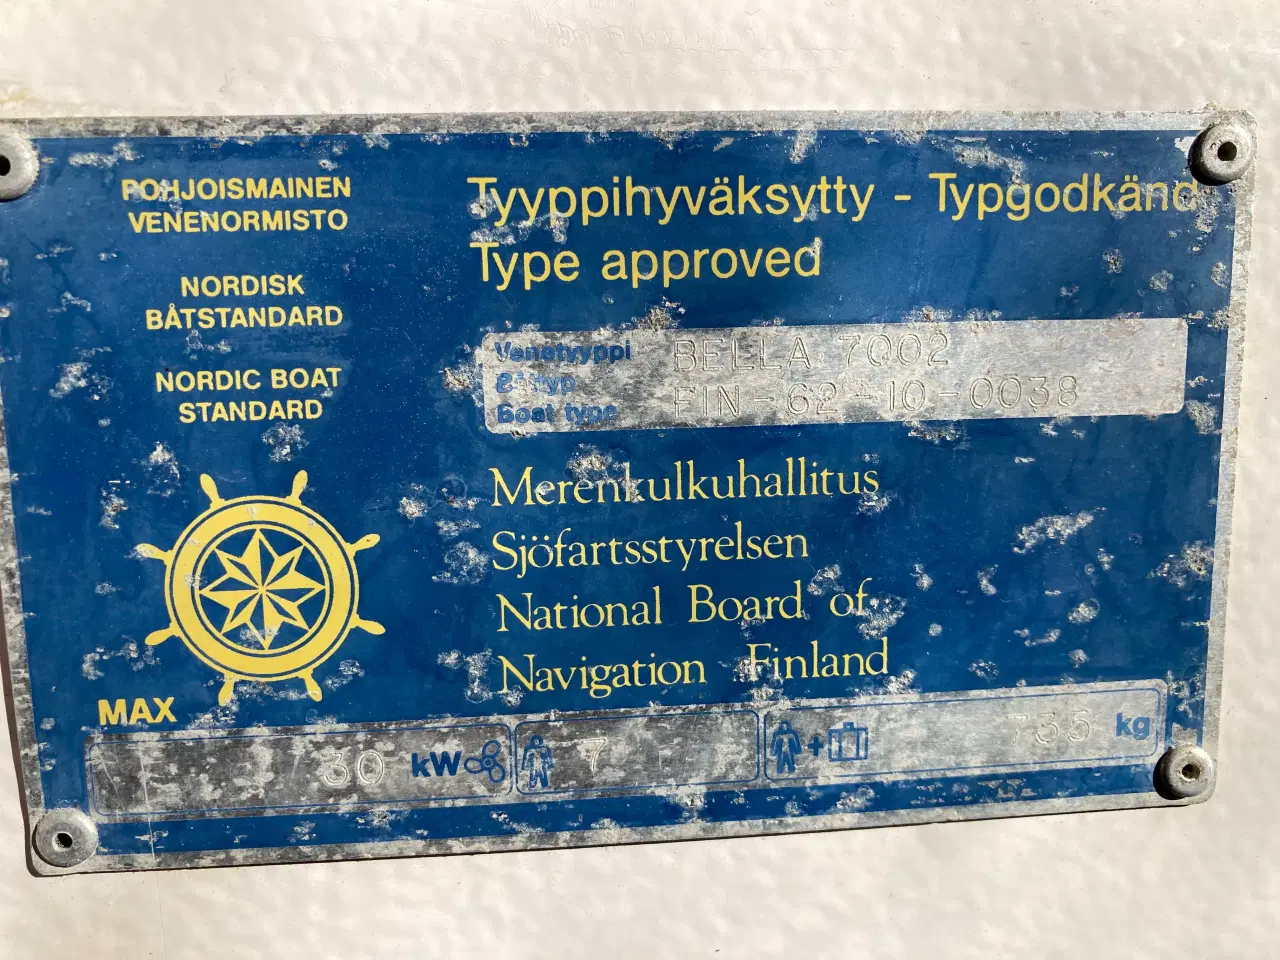 POHJOISMAINEN
VENENORMISTO
NORDISK
BÅTSTANDARD
NORDIC BOAT
STANDARD
Tyyppihyväksytty - Typgodkänd
Type approved
Venetyyppi BELLA 7002
Båttyp
Boat type FIN-62-10-0038
Merenkulkuhallitus
Sjöfartsstyrelsen
National Board of
Navigation Finland
MAX
30 kW 7 + 735 kg